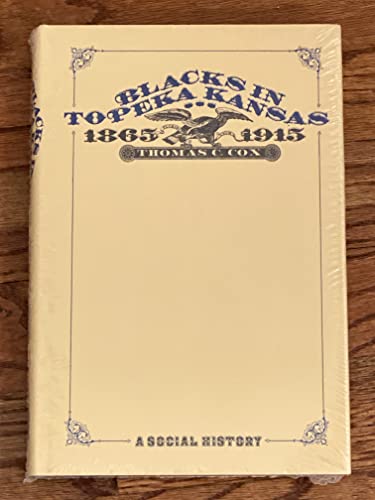 BLACKS IN
TOPEKA KANSAS
1865 1915
THOMAS C. COX
A SOCIAL HISTORY